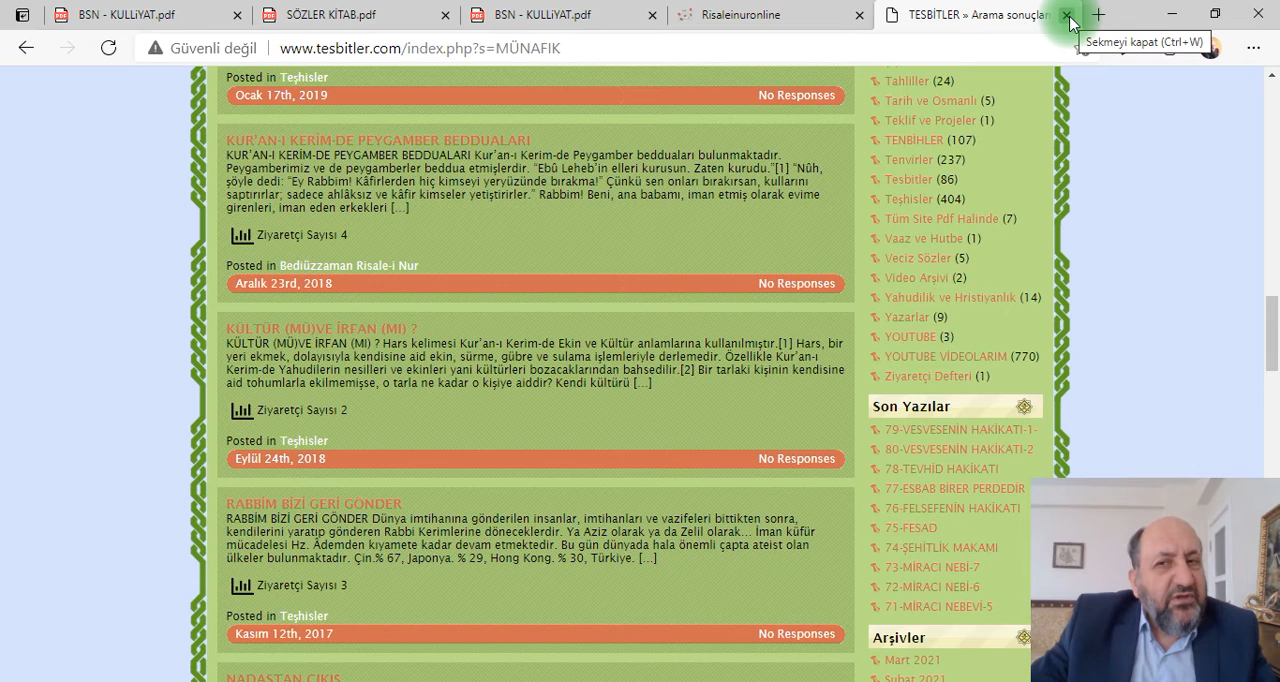 BSN - KULLiYAT.pdf
SÖZLER KİTAB.pdf
BSN - KULLiYAT.pdf
Risaleinuronline
TESBİTLER » Arama sonuçları
Sekmeyi kapat (Ctrl+W)
Güvenli değil
www.tesbitler.com/index.php?s=MÜNAFIK
Posted in Teşhisler
Ocak 17th, 2019 No Responses
KUR'AN-I KERİM-DE PEYGAMBER BEDDUALARI
KUR'AN-I KERİM-DE PEYGAMBER BEDDUALARI Kur'an-ı Kerim-de Peygamber bedduaları bulunmaktadır.
Peygamberimiz ve de peygamberler beddua etmişlerdir. “Ebû Leheb'in elleri kurusun. Zaten kurudu.”[1] “Nûh,
şöyle dedi: “Ey Rabbim! Kâfirlerden hiç kimseyi yeryüzünde bırakma!” Çünkü sen onları bırakırsan, kullarını
saptırırlar; sadece ahlâksız ve kâfir kimseler yetiştirirler.” Rabbim! Beni, ana babamı, iman etmiş olarak evime
girenleri, iman eden erkekleri […]
Ziyaretçi Sayısı 4
Posted in Bediüzzaman Risale-i Nur
Aralık 23rd, 2018 No Responses
KÜLTÜR (MÜ)VE İRFAN (MI) ?
KÜLTÜR (MÜ)VE İRFAN (MI) ? Hars kelimesi Kur'an-ı Kerim-de Ekin ve Kültür anlamlarına kullanılmıştır.[1] Hars, bir
yeri ekmek, dolayısıyla kendisine aid ekin, sürme, gübre ve sulama işlemleriyle derlemedir. Özellikle Kur'an-ı
Kerim-de Yahudilerin nesilleri ve ekinleri yani kültürleri bozacaklarından bahsedilir.[2] Bir tarlaki kişinin kendisine
aid tohumlarla ekilmemişse, o tarla ne kadar o kişiye aiddir? Kendi kültürü […]
Ziyaretçi Sayısı 2
Posted in Teşhisler
Eylül 24th, 2018 No Responses
RABBİM BİZİ GERİ GÖNDER
RABBİM BİZİ GERİ GÖNDER Dünya imtihanına gönderilen insanlar, imtihanları ve vazifeleri bittikten sonra,
kendilerini yaratıp gönderen Rabbi Kerimlerine döneceklerdir. Ya Aziz olarak ya da Zelil olarak… İman küfür
mücadelesi Hz. Âdemden kıyamete kadar devam etmektedir. Bu gün dünyada hala önemli çapta ateist olan
ülkeler bulunmaktadır. Çin.% 67, Japonya. % 29, Hong Kong. % 30, Türkiye. […]
Ziyaretçi Sayısı 3
Posted in Teşhisler
Kasım 12th, 2017 No Responses
NADASTAN ÇIKIŞ
Tahliller (24)
Tarih ve Osmanlı (5)
Teklif ve Projeler (1)
TENBİHLER (107)
Tenvirler (237)
Tesbitler (86)
Teşhisler (404)
Tüm Site Pdf Halinde (7)
Vaaz ve Hutbe (1)
Veciz Sözler (5)
Video Arşivi (2)
Yahudilik ve Hristiyanlık (14)
Yazarlar (9)
YOUTUBE (3)
YOUTUBE VİDEOLARIM (770)
Ziyaretçi Defteri (1)
Son Yazılar
79-VESVESENİN HAKİKATI-1-
80-VESVESENİN HAKİKATI-2
78-TEVHİD HAKİKATI
77-ESBAB BİRER PERDEDİR
76-FELSEFENİN HAKİKATI
75-FESAD
74-ŞEHİTLİK MAKAMI
73-MİRACI NEBİ-7
72-MİRACI NEBİ-6
71-MİRACI NEBEVİ-5
Arşivler
Mart 2021
Şubat 2021